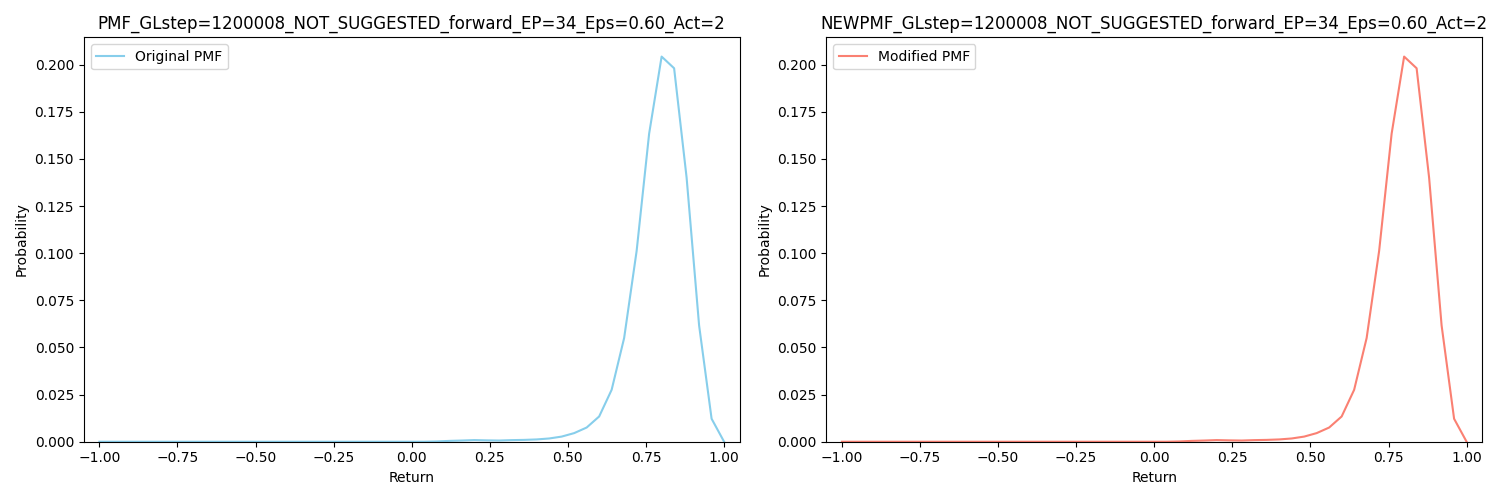 PMF_GLstep=1200008_NOT_SUGGESTED_forward_EP=34_Eps=0.60_Act=2
Original PMF
Probability
0.200
0.175
0.150
0.125
0.100
0.075
0.050
0.025
0.000
−1.00 −0.75 −0.50 −0.25 0.00 0.25 0.50 0.75 1.00
Return
NEWPMF_GLstep=1200008_NOT_SUGGESTED_forward_EP=34_Eps=0.60_Act=2
Modified PMF
Probability
0.200
0.175
0.150
0.125
0.100
0.075
0.050
0.025
0.000
−1.00 −0.75 −0.50 −0.25 0.00 0.25 0.50 0.75 1.00
Return